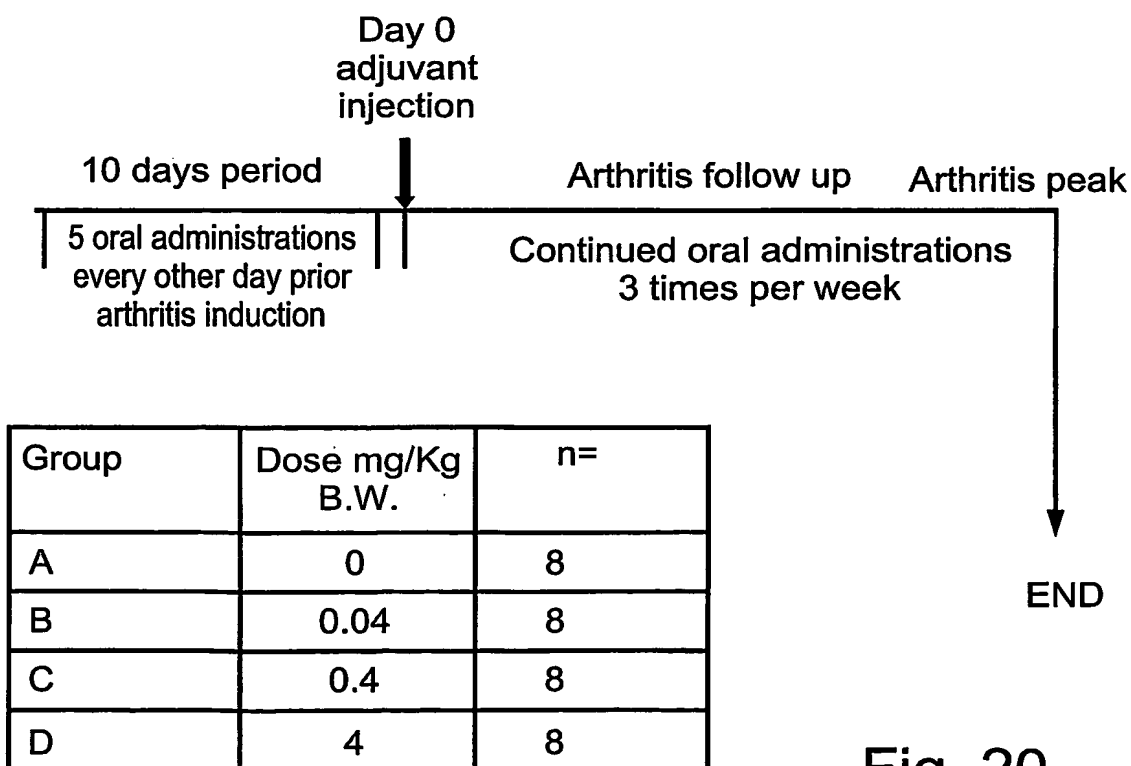 Day 0
adjuvant
injection
10 days period
Arthritis follow up
Arthritis peak
5 oral administrations
every other day prior
arthritis induction
Continued oral administrations
3 times per week
END
Group Dose mg/Kg B.W. n=
A 0 8
B 0.04 8
C 0.4 8
D 4 8
Fig. 20